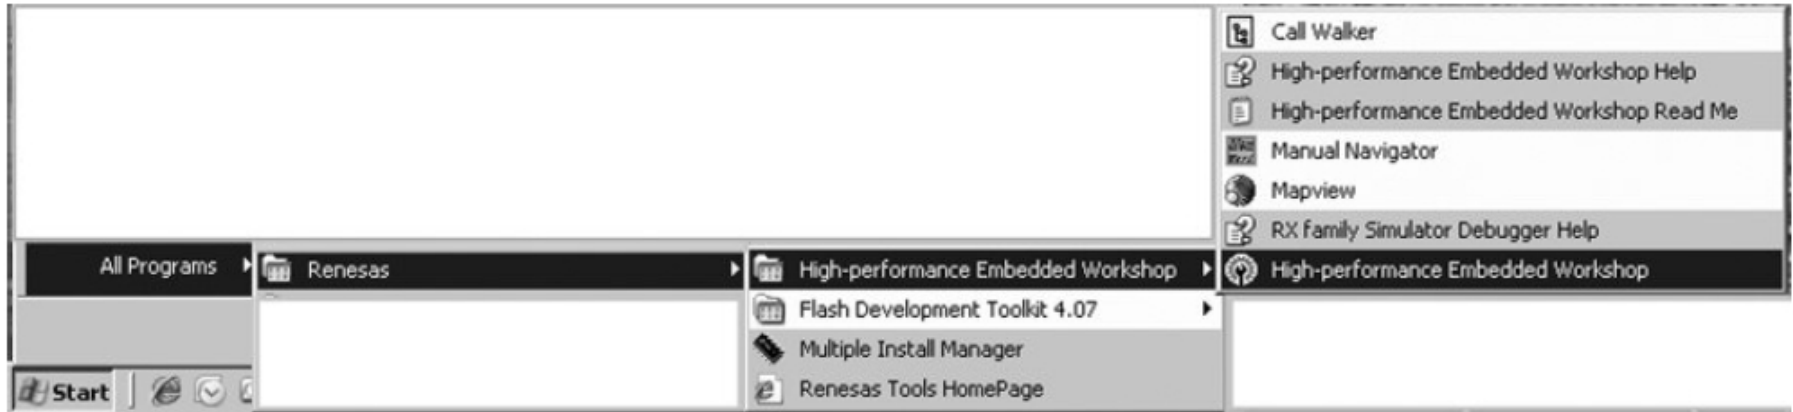 Call Walker
High-performance Embedded Workshop Help
High-performance Embedded Workshop Read Me
Manual Navigator
Mapview
RX family Simulator Debugger Help
All Programs
Renesas
High-performance Embedded Workshop
High-performance Embedded Workshop
Flash Development Toolkit 4.07
Multiple Install Manager
Start
Renesas Tools HomePage